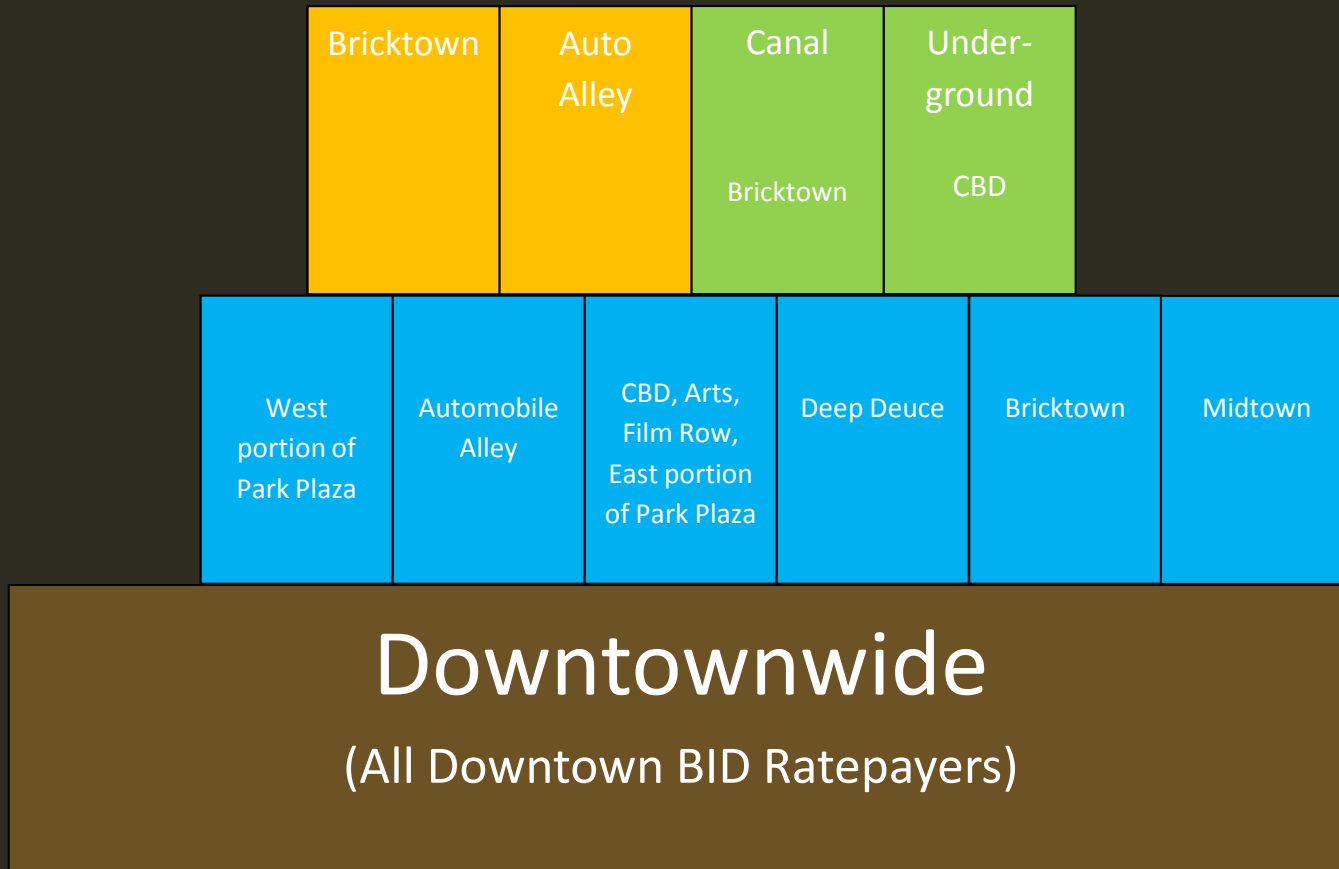 Bricktown
Auto
Alley
Canal
Bricktown
Under-
ground
CBD
West
portion of
Park Plaza
Automobile
Alley
CBD, Arts,
Film Row,
East portion
of Park Plaza
Deep Deuce
Bricktown
Midtown
Downtownwide
(All Downtown BID Ratepayers)